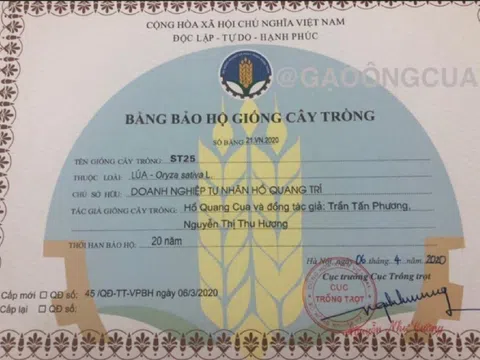 CỘNG HÒA XÃ HỘI CHỦ NGHĨA VIỆT NAM
ĐỘC LẬP - TỰ DO - HẠNH PHÚC
@GẠOÔNGCUA
BẰNG BẢO HỘ GIỐNG CÂY TRỒNG
SỐ BẰNG 21.VN.2020
TÊN GIỐNG CÂY TRỒNG: ST25
THUỘC LOÀI: LÚA - Oryza sativa L.
CHỦ SỞ HỮU: DOANH NGHIỆP TƯ NHÂN HỒ QUANG TRÍ
TÁC GIẢ GIỐNG CÂY TRỒNG: Hồ Quang Cua và đồng tác giả: Trần Tấn Phương,
Nguyễn Thị Thu Hương
THỜI HẠN BẢO HỘ: 20 năm
Hà Nội, ngày 06 tháng 4 năm 2020
Cục trưởng Cục Trồng trọt
Cấp mới QĐ số: 45 /QĐ-TT-VPBH ngày 06/3/2020
Cấp lại QĐ số:
CỤC
TRỒNG TRỌT
Nguyễn Như Cường